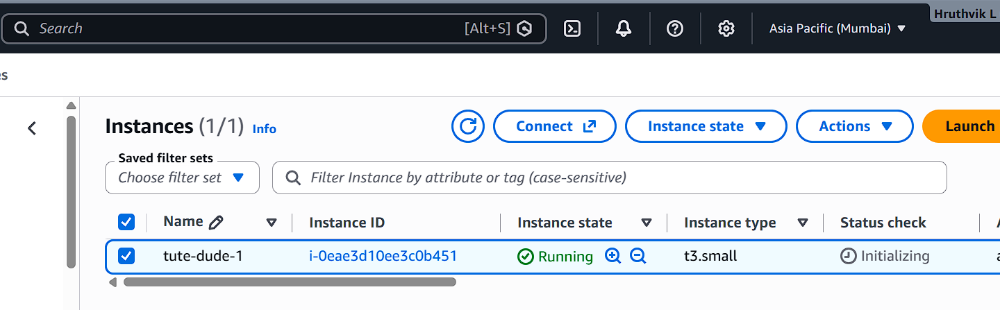 Hruthvik L
Search [Alt+S] Asia Pacific (Mumbai)
es
Instances (1/1) Info Connect Instance state Actions Launch
Saved filter sets
Choose filter set Filter Instance by attribute or tag (case-sensitive)
Name Instance ID Instance state Instance type Status check
tute-dude-1 i-0eae3d10ee3c0b451 Running t3.small Initializing